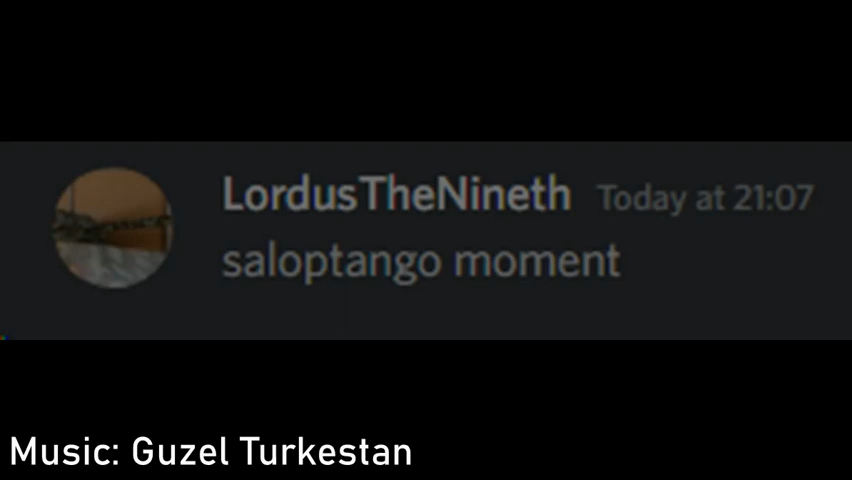 LordusTheNineth Today at 21:07
saloptango moment
Music: Guzel Turkestan